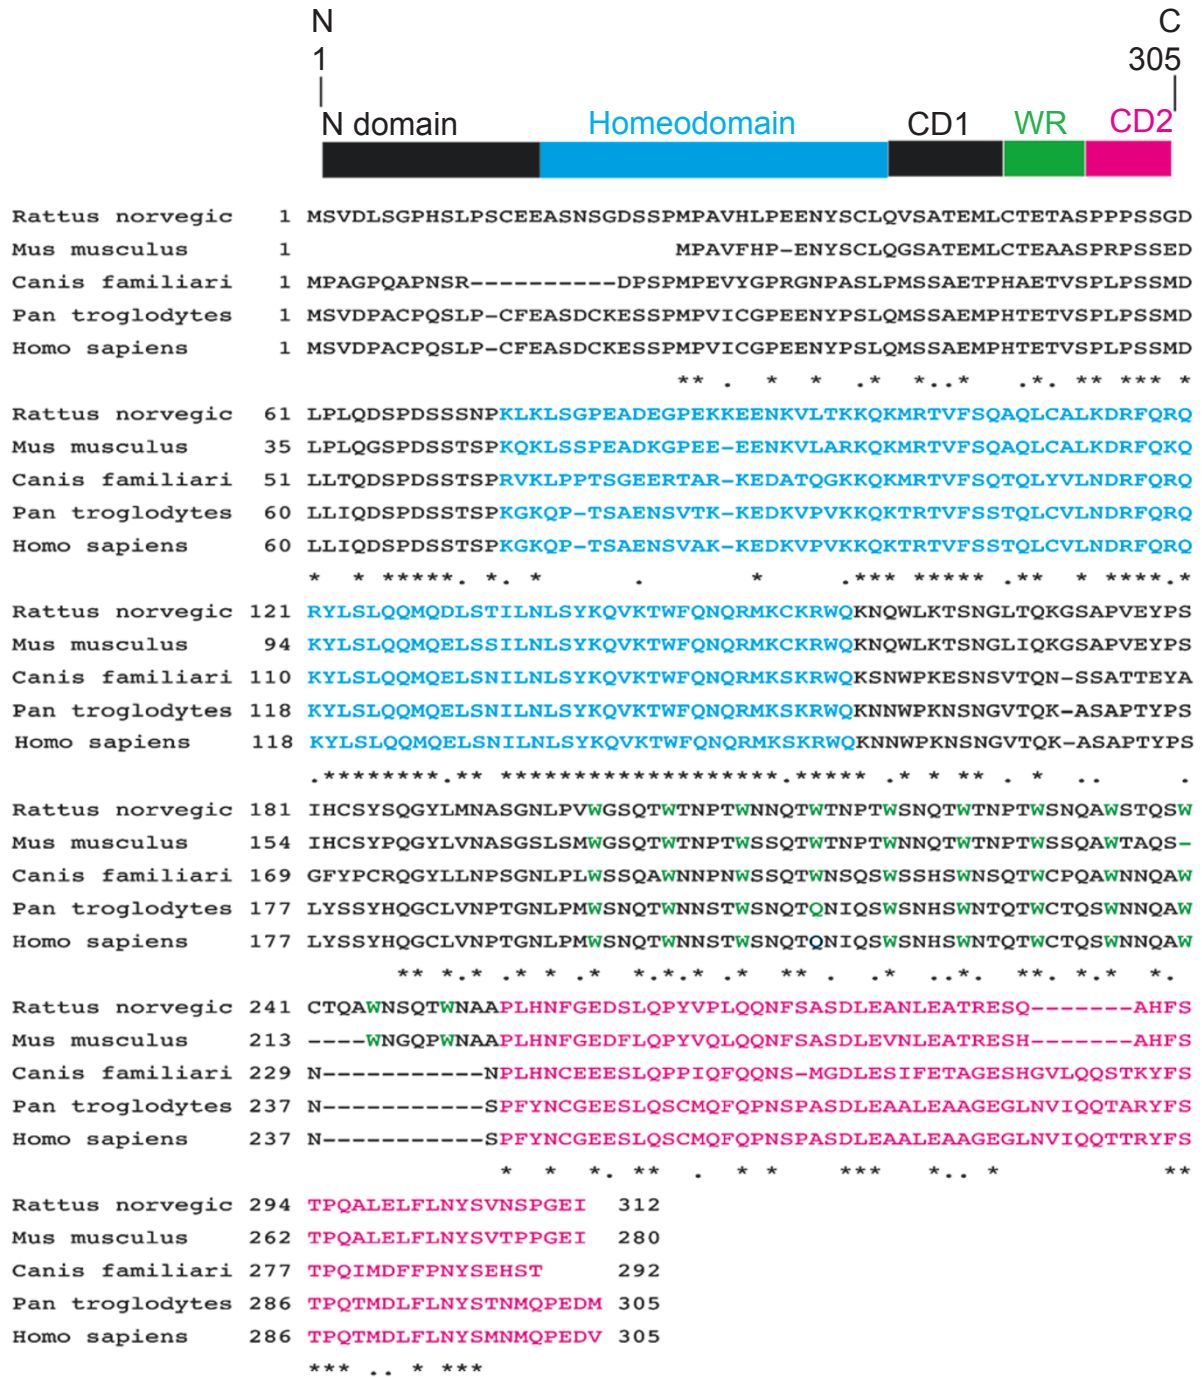 N C
1 305
N domain Homeodomain CD1 WR CD2
Rattus norvegic 1 MSVDLSGPHSLPSCEEASNSGDSSPMPAVHLPEENYSCLQVSATEMLCTETASPPPSSGD
Mus musculus 1 MPAVFHP-ENYSCLQGSATEMLCTEAASPRPSSED
Canis familiari 1 MPAGPQAPNSR----------DPSPMPEVYGPRGNPASLPMSSAETPHAETVSPLPSSMD
Pan troglodytes 1 MSVDPACPQSLP-CFEASDCKESSPMPVICGPEENYPSLQMSSAEMPHTETVSPLPSSMD
Homo sapiens 1 MSVDPACPQSLP-CFEASDCKESSPMPVICGPEENYPSLQMSSAEMPHTETVSPLPSSMD
** . * * .* *..* .* ** *** *
Rattus norvegic 61 LPLQDSPDSSSNPKLKLSGPEADEGPEKKEENKVLTKKQKMRTVFSQAQLCALKDRFQRQ
Mus musculus 35 LPLQGSPDSSTSPKQKLSSPEADKGPEE-EENKVLARKQKMRTVFSQAQLCALKDRFQKQ
Canis familiari 51 LLTQDSPDSSTSPRVKLPPTSGEERTAR-KEDATQGKKQKMRTVFSQTQLYVLNDRFQRQ
Pan troglodytes 60 LLIQDSPDSSTSPKGKQP-TSAENSVTK-KEDKVPVKKQKTRTVFSSTQLCVLNDRFQRQ
Homo sapiens 60 LLIQDSPDSSTSPKGKQP-TSAENSVAK-KEDKVPVKKQKTRTVFSSTQLCVLNDRFQRQ
* * *****. *. * . * .*** ***** .** * ****.*
Rattus norvegic 121 RYLSLQQMQDLSTILNLSYKQVKTWFQNQRMKCKRWQKNQWLKTSNGLTQKGSAPVEYPS
Mus musculus 94 KYLSLQQMQELSSILNLSYKQVKTWFQNQRMKCKRWQKNQWLKTSNGLIQKGSAPVEYPS
Canis familiari 110 KYLSLQQMQELSNILNLSYKQVKTWFQNQRMKSKRWQKSNWPKESNSVTQN-SSATTEYA
Pan troglodytes 118 KYLSLQQMQELSNILNLSYKQVKTWFQNQRMKSKRWQKNNWPKNSNGVTQK-ASAPTYPS
Homo sapiens 118 KYLSLQQMQELSNILNLSYKQVKTWFQNQRMKSKRWQKNNWPKNSNGVTQK-ASAPTYPS
.********.** *******************.***** .* * ** . * .. .
Rattus norvegic 181 IHCSYSQGYLMNASGNLPVWGSQTWTNPTWNNQTWTNPTWSNQTWTNPTWSNQAWSTQSW
Mus musculus 154 IHCSYPQGYLVNASGSLSMWGSQTWTNPTWSSQTWTNPTWNNQTWTNPTWSSQAWTAQS-
Canis familiari 169 GFYPCRQGYLLNPSGNLPLWSSQAWNNPNWSSQTWNSQSWSSHSWNSQTWCPQAWNNQAW
Pan troglodytes 177 LYSSYHQGCLVNPTGNLPMWSNQTWNNSTWSNQTQNIQSWSNHSWNTQTWCTQSWNNQAW
Homo sapiens 177 LYSSYHQGCLVNPTGNLPMWSNQTWNNSTWSNQTQNIQSWSNHSWNTQTWCTQSWNNQAW
** *.* .*.* .* *.*. .* ** . .* ..*. **. *.* *.
Rattus norvegic 241 CTQAWNSQTWNAAPLHNFGEDSLQPYVPLQQNFSASDLEANLEATRESQ-------AHFS
Mus musculus 213 ----WNGQPWNAAPLHNFGEDFLQPYVQLQQNFSASDLEVNLEATRESH-------AHFS
Canis familiari 229 N-----------NPLHNCEEESLQPPIQFQQNS-MGDLESIFETAGESHGVLQQSTKYFS
Pan troglodytes 237 N-----------SPFYNCGEESLQSCMQFQPNSPASDLEAALEAAGEGLNVIQQTARYFS
Homo sapiens 237 N-----------SPFYNCGEESLQSCMQFQPNSPASDLEAALEAAGEGLNVIQQTTRYFS
* * *. ** . * * *** *.. * **
Rattus norvegic 294 TPQALELFLNYSVNSPGEI 312
Mus musculus 262 TPQALELFLNYSVTPPGEI 280
Canis familiari 277 TPQIMDFFPNYSEHST 292
Pan troglodytes 286 TPQTMDLFLNYSTNMQPEDM 305
Homo sapiens 286 TPQTMDLFLNYSMNMQPEDV 305
*** .. * ***